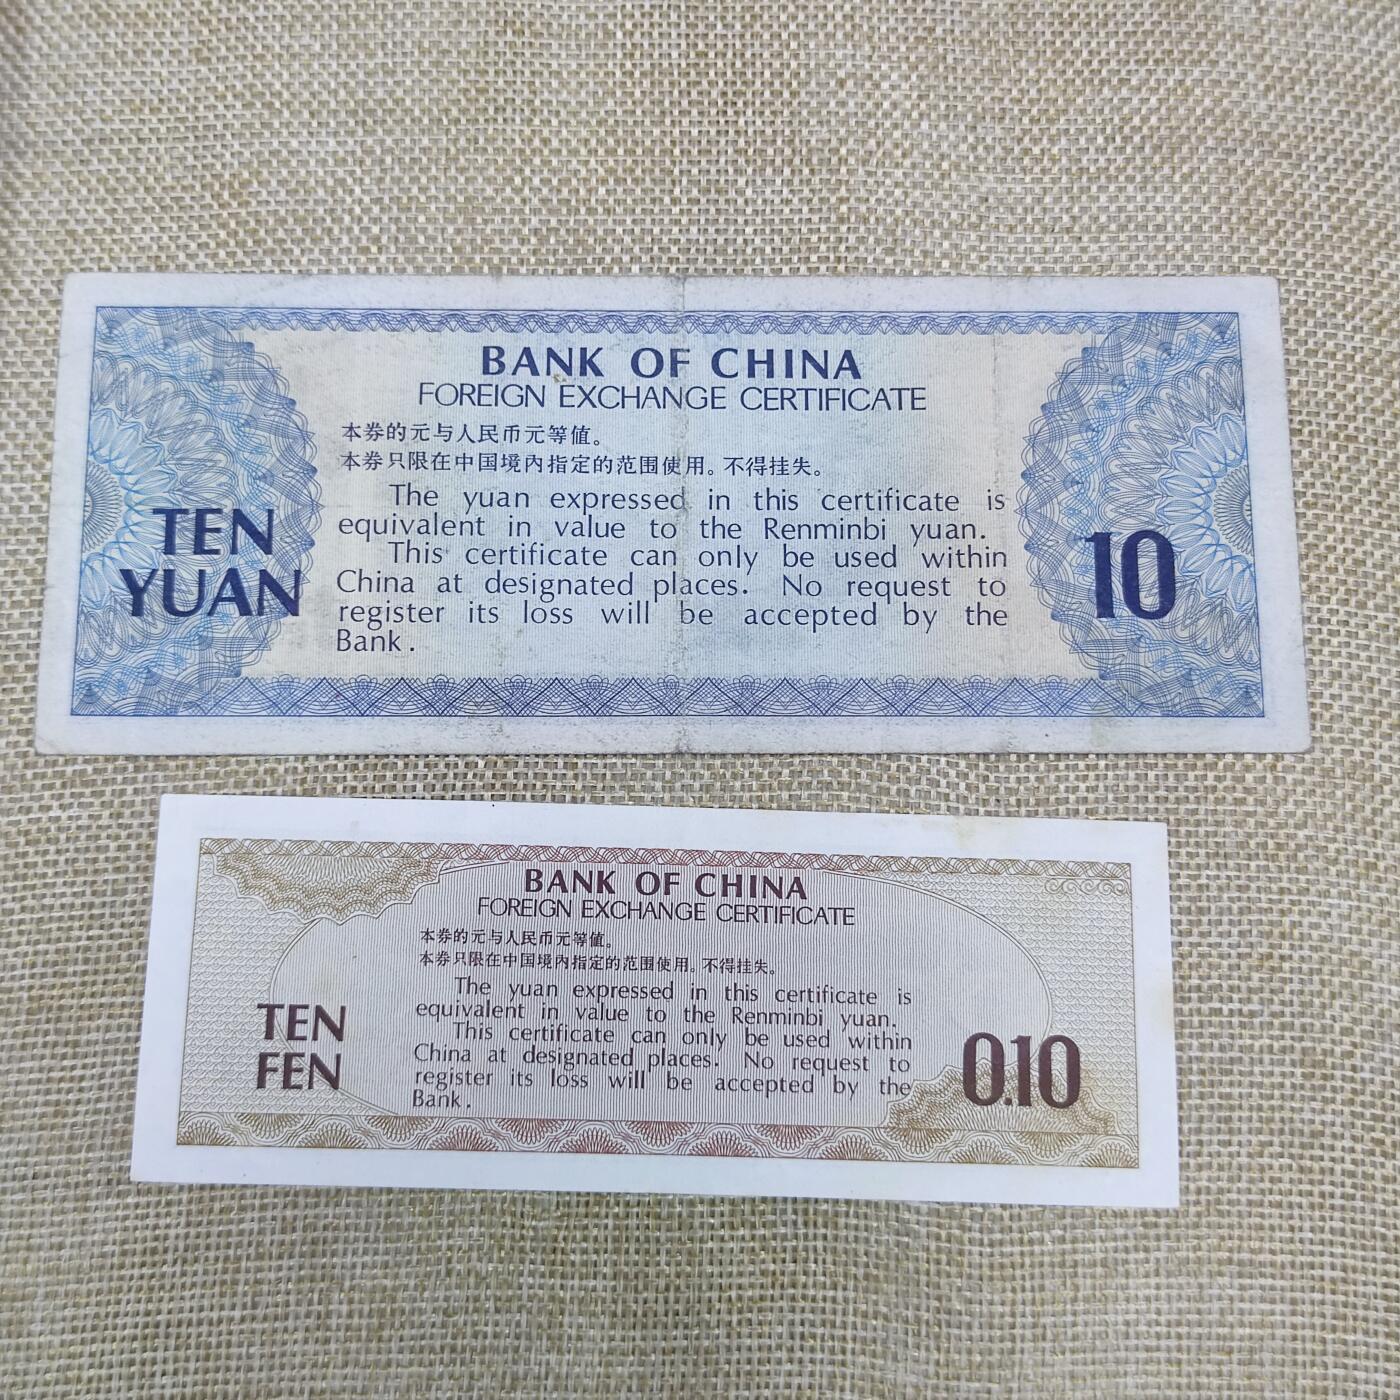 BANK OF CHINA
FOREIGN EXCHANGE CERTIFICATE
本券的元与人民币元等值。
本券只限在中国境内指定的范围使用。不得挂失。
The yuan expressed in this certificate is
equivalent in value to the Renminbi yuan.
This certificate can only be used within
China at designated places. No request to
register its loss will be accepted by the
Bank.
TEN
YUAN
10
BANK OF CHINA
FOREIGN EXCHANGE CERTIFICATE
本券的元与人民币元等值。
本券只限在中国境内指定的范围使用。不得挂失。
The yuan expressed in this certificate is
equivalent in value to the Renminbi yuan.
This certificate can only be used within
China at designated places. No request to
register its loss will be accepted by the
Bank.
TEN
FEN
0.10